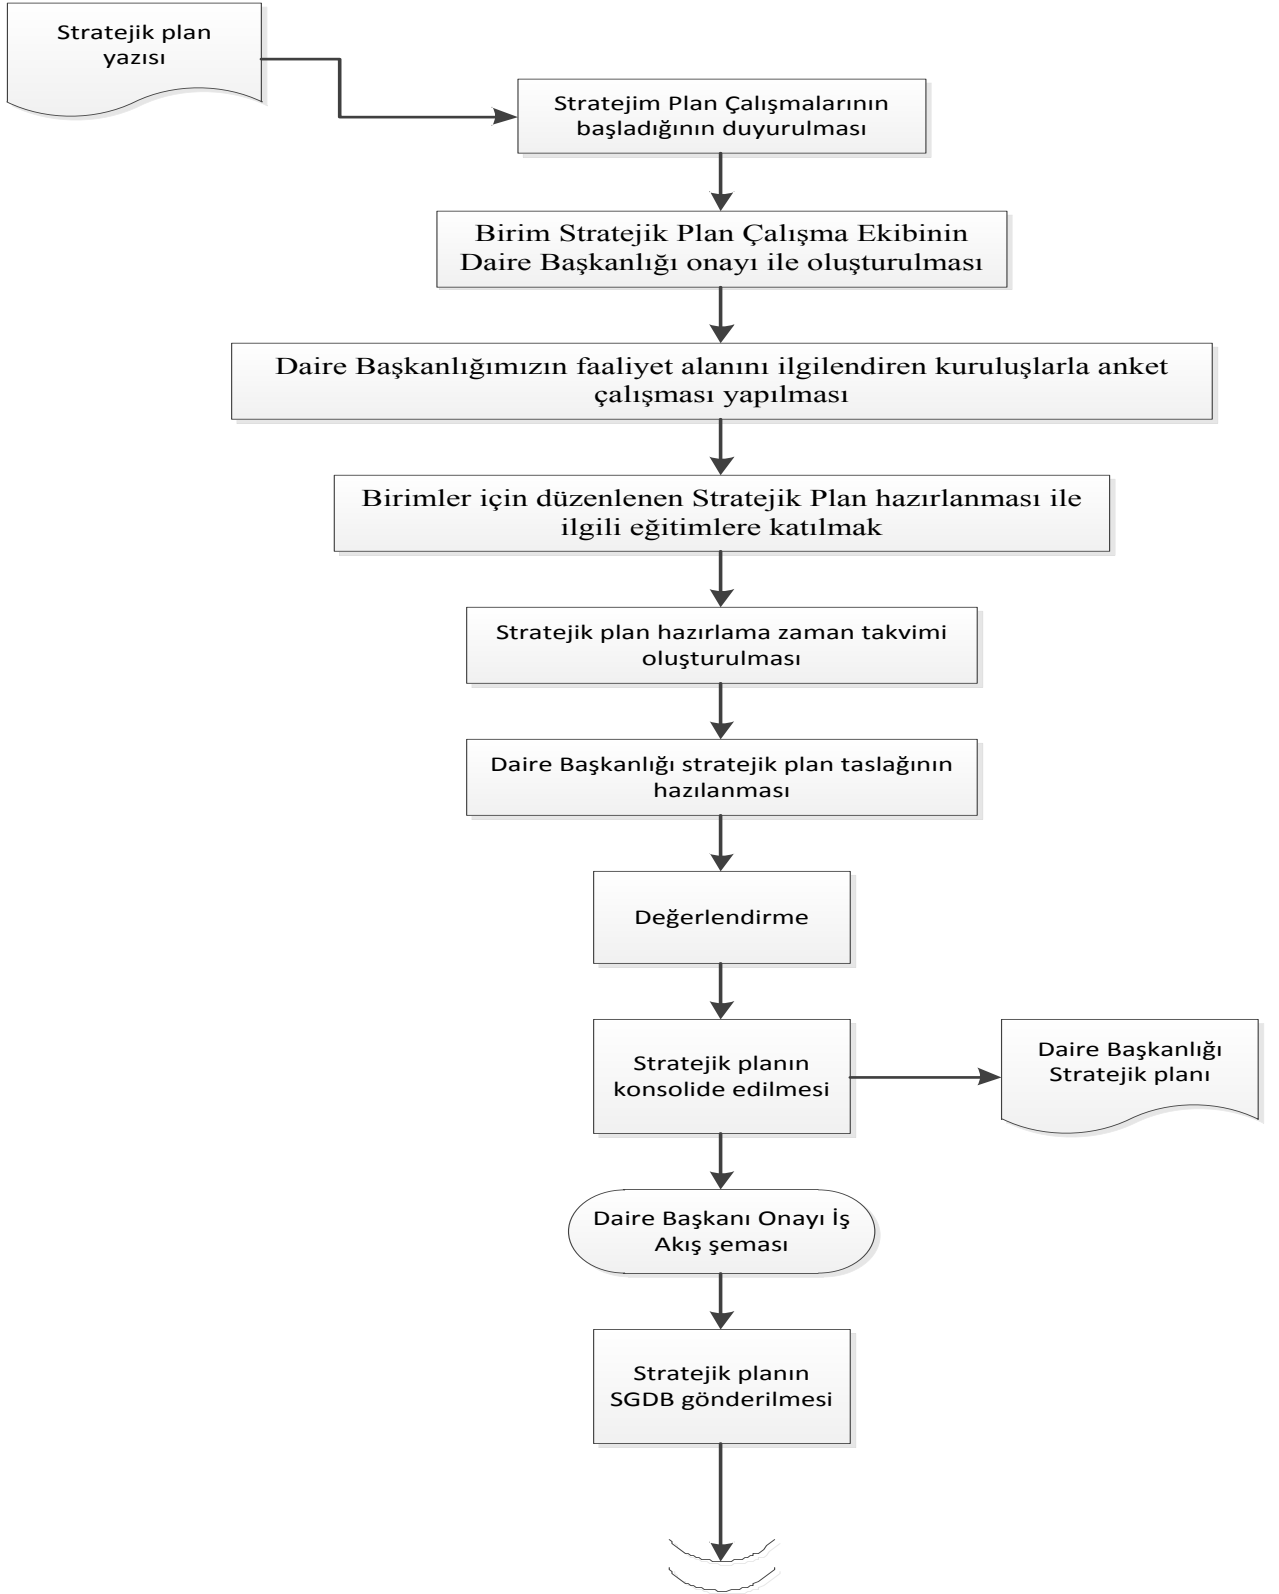 Stratejik plan
yazısı
Stratejim Plan Çalışmalarının
başladığının duyurulması
Birim Stratejik Plan Çalışma Ekibinin
Daire Başkanlığı onayı ile oluşturulması
Daire Başkanlığımızın faaliyet alanını ilgilendiren kuruluşlarla anket
çalışması yapılması
Birimler için düzenlenen Stratejik Plan hazırlanması ile
ilgili eğitimlere katılmak
Stratejik plan hazırlama zaman takvimi
oluşturulması
Daire Başkanlığı stratejik plan taslağının
hazılanması
Değerlendirme
Stratejik planın
konsolide edilmesi
Daire Başkanlığı
Stratejik planı
Daire Başkanı Onayı İş
Akış şeması
Stratejik planın
SGDB gönderilmesi